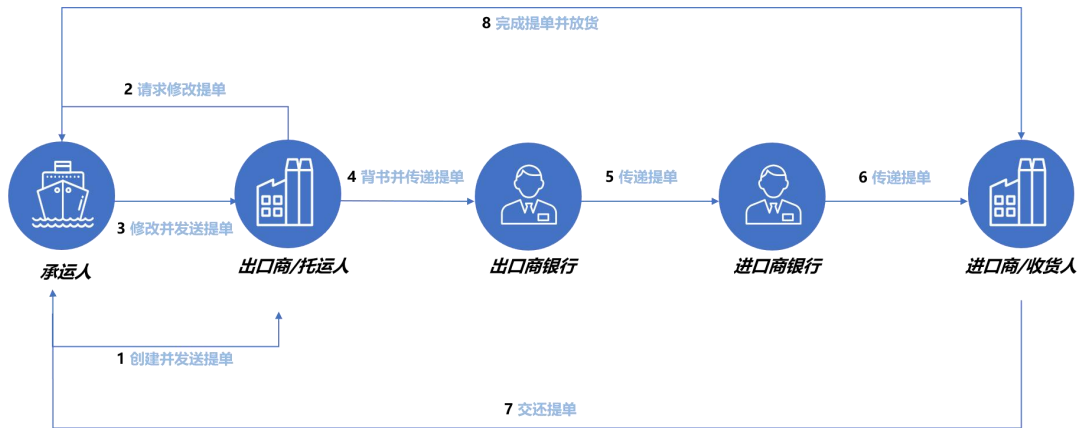 8 完成提单并放货
2 请求修改提单
4 背书并传递提单
5 传递提单
6 传递提单
3 修改并发送提单
承运人
出口商/托运人
出口商银行
进口商银行
进口商/收货人
1 创建并发送提单
7 交还提单